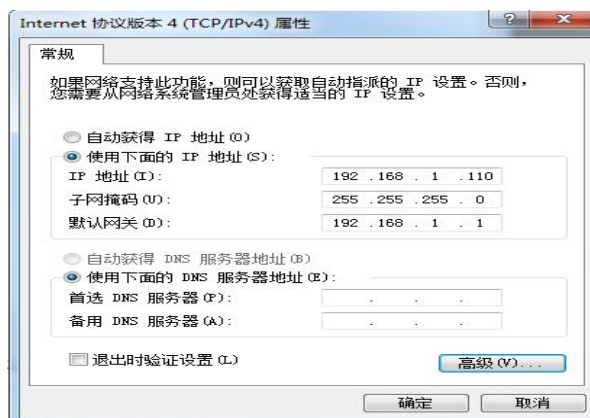 Internet 协议版本 4 (TCP/IPv4) 属性
常规
如果网络支持此功能，则可以获取自动指派的 IP 设置。否则，
您需要从网络系统管理员处获得适当的 IP 设置。
自动获得 IP 地址(O)
使用下面的 IP 地址(S):
IP 地址(I): 192 .168 . 1 .110
子网掩码(U): 255 .255 .255 . 0
默认网关(D): 192 .168 . 1 . 1
自动获得 DNS 服务器地址(B)
使用下面的 DNS 服务器地址(E):
首选 DNS 服务器(P): . . .
备用 DNS 服务器(A): . . .
退出时验证设置(L)
高级(V)...
确定 取消